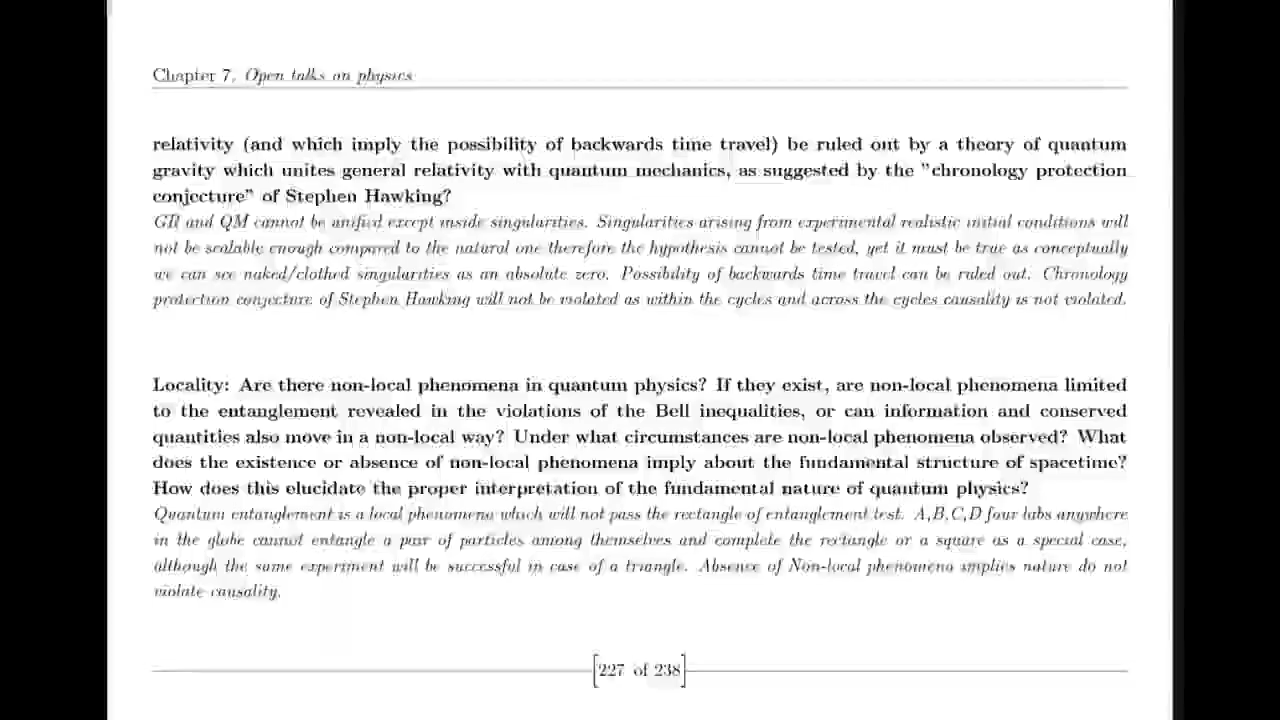 Chapter 7. Open talks on physics
relativity (and which imply the possibility of backwards time travel) be ruled out by a theory of quantum
gravity which unites general relativity with quantum mechanics, as suggested by the "chronology protection
conjecture" of Stephen Hawking?
GR and QM cannot be unified except inside singularities. Singularities arising from experimental realistic initial conditions will
not be scalable enough compared to the natural one therefore the hypothesis cannot be tested, yet it must be true as conceptually
we can see naked/clothed singularities as an absolute zero. Possibility of backwards time travel can be ruled out. Chronology
protection conjecture of Stephen Hawking will not be violated as within the cycles and across the cycles causality is not violated.
Locality: Are there non-local phenomena in quantum physics? If they exist, are non-local phenomena limited
to the entanglement revealed in the violations of the Bell inequalities, or can information and conserved
quantities also move in a non-local way? Under what circumstances are non-local phenomena observed? What
does the existence or absence of non-local phenomena imply about the fundamental structure of spacetime?
How does this elucidate the proper interpretation of the fundamental nature of quantum physics?
Quantum entanglement is a local phenomena which will not pass the rectangle of entanglement test. A,B,C,D four labs anywhere
in the globe cannot entangle a pair of particles among themselves and complete the rectangle or a square as a special case,
although the same experiment will be successful in case of a triangle. Absence of Non-local phenomena implies nature do not
violate causality.
227 of 238